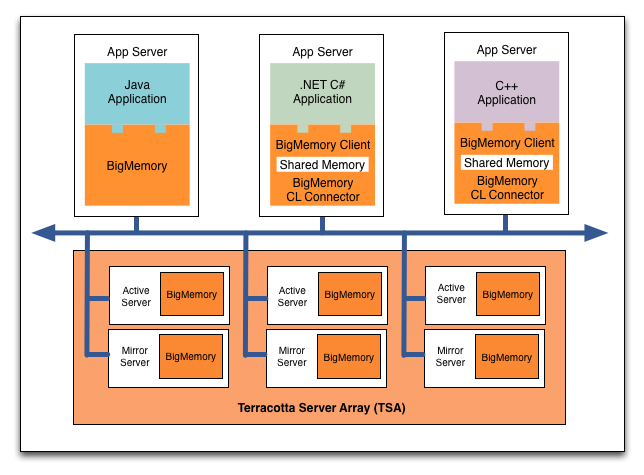 App Server
Java
Application
BigMemory
App Server
.NET C#
Application
BigMemory Client
Shared Memory
BigMemory
CL Connector
App Server
C++
Application
BigMemory Client
Shared Memory
BigMemory
CL Connector
Active
Server
BigMemory
Active
Server
BigMemory
Active
Server
BigMemory
Mirror
Server
BigMemory
Mirror
Server
BigMemory
Mirror
Server
BigMemory
Terracotta Server Array (TSA)